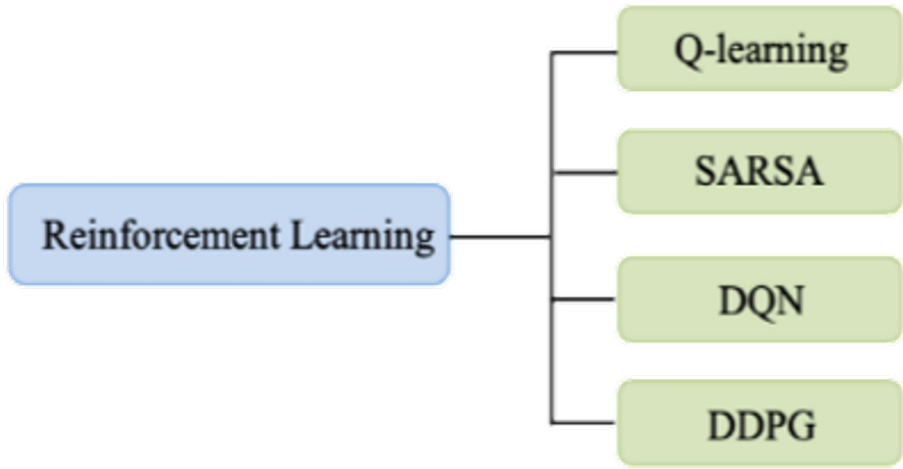 Q-learning
SARSA
Reinforcement Learning
DQN
DDPG